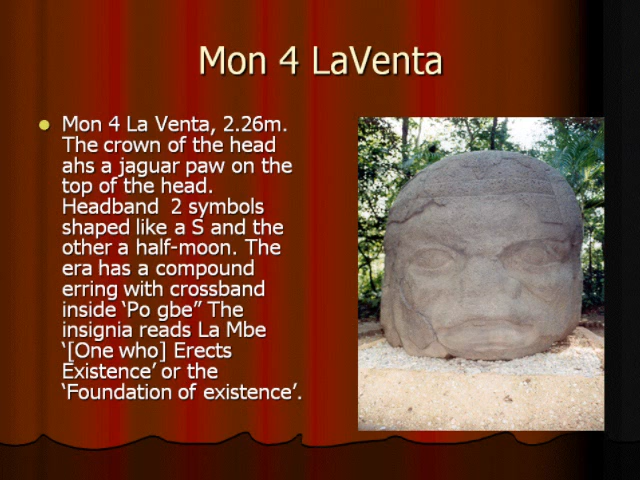 Mon 4 LaVenta
Mon 4 La Venta, 2.26m.
The crown of the head
ahs a jaguar paw on the
top of the head.
Headband  2 symbols
shaped like a S and the
other a half-moon. The
era has a compound
erring with crossband
inside ‘Po gbe” The
insignia reads La Mbe
‘[One who] Erects
Existence’ or the
‘Foundation of existence’.